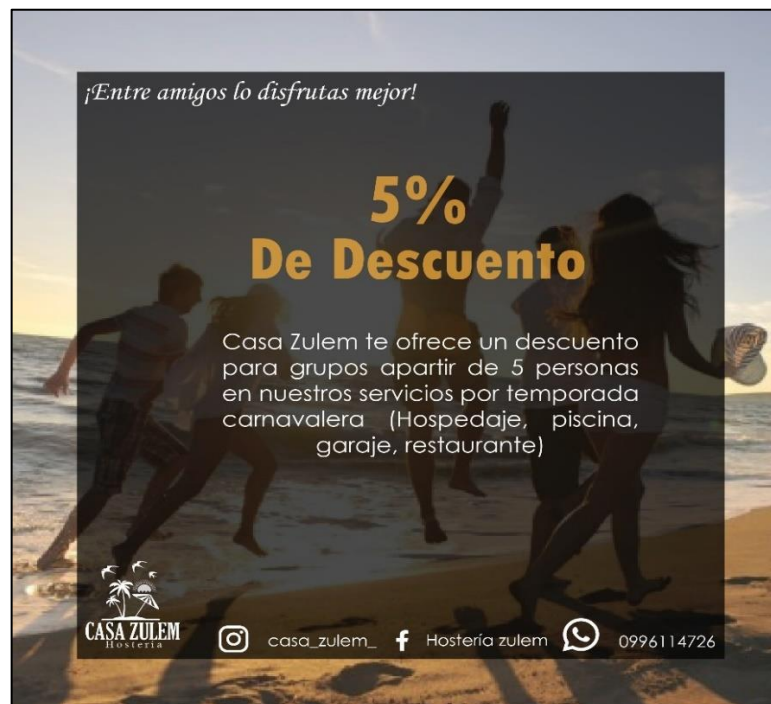 ¡Entre amigos lo disfrutas mejor!
5%
De Descuento
Casa Zulem te ofrece un descuento
para grupos apartir de 5 personas
en nuestros servicios por temporada
carnavalera (Hospedaje, piscina,
garaje, restaurante)
CASA ZULEM
Hostería
casa_zulem_
Hostería zulem
0996114726